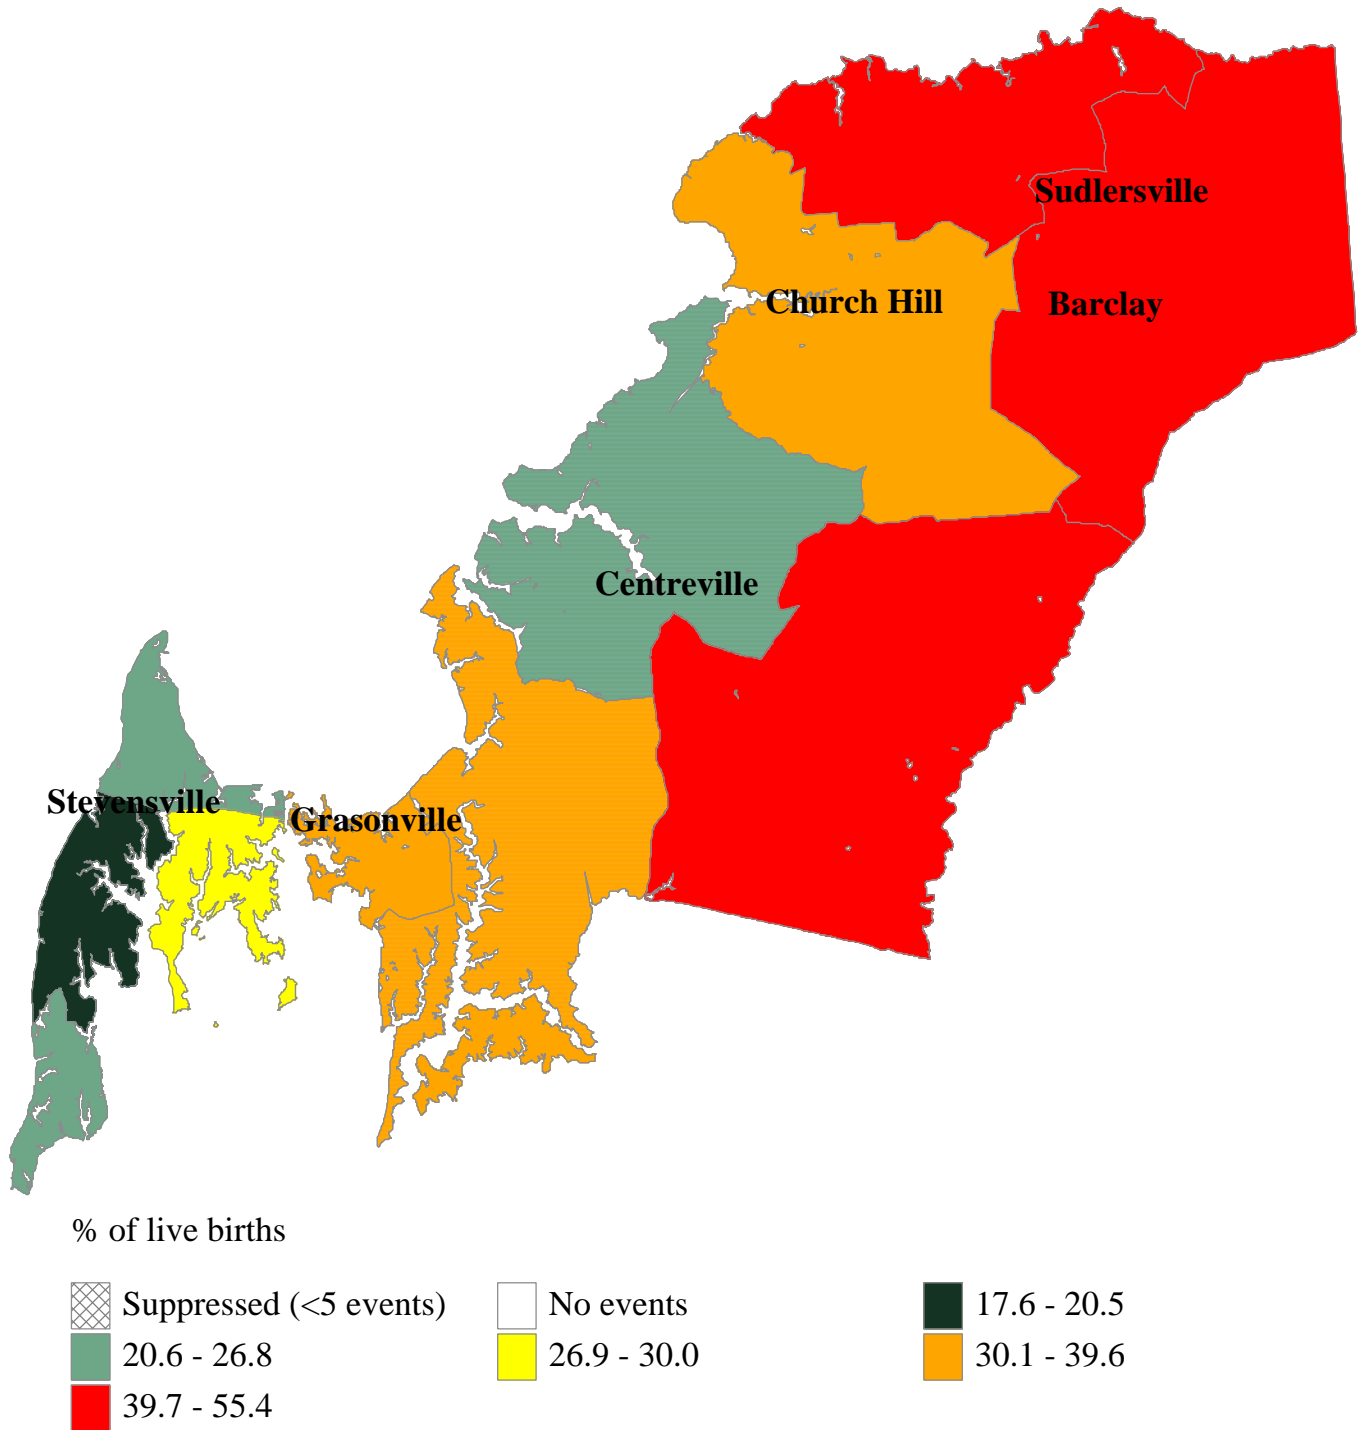 Sudlersville
Church Hill
Barclay
Centreville
Stevensville
Grasonville
% of live births
Suppressed (<5 events)
No events
17.6 - 20.5
20.6 - 26.8
26.9 - 30.0
30.1 - 39.6
39.7 - 55.4